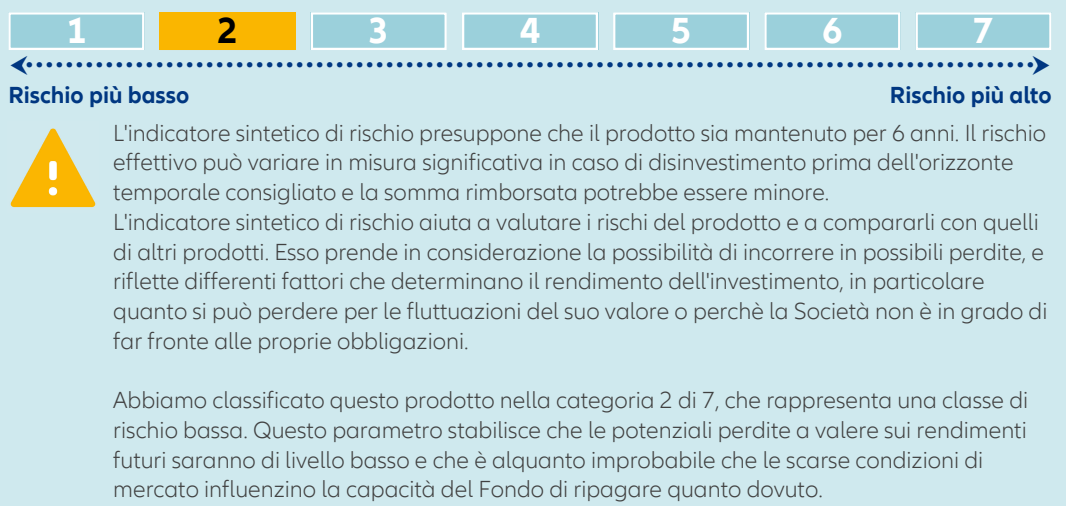 1 2 3 4 5 6 7
Rischio più basso Rischio più alto
L'indicatore sintetico di rischio presuppone che il prodotto sia mantenuto per 6 anni. Il rischio
effettivo può variare in misura significativa in caso di disinvestimento prima dell'orizzonte
temporale consigliato e la somma rimborsata potrebbe essere minore.
L'indicatore sintetico di rischio aiuta a valutare i rischi del prodotto e a compararli con quelli
di altri prodotti. Esso prende in considerazione la possibilità di incorrere in possibili perdite, e
riflette differenti fattori che determinano il rendimento dell'investimento, in particolare
quanto si può perdere per le fluttuazioni del suo valore o perchè la Società non è in grado di
far fronte alle proprie obbligazioni.
Abbiamo classificato questo prodotto nella categoria 2 di 7, che rappresenta una classe di
rischio bassa. Questo parametro stabilisce che le potenziali perdite a valere sui rendimenti
futuri saranno di livello basso e che è alquanto improbabile che le scarse condizioni di
mercato influenzino la capacità del Fondo di ripagare quanto dovuto.